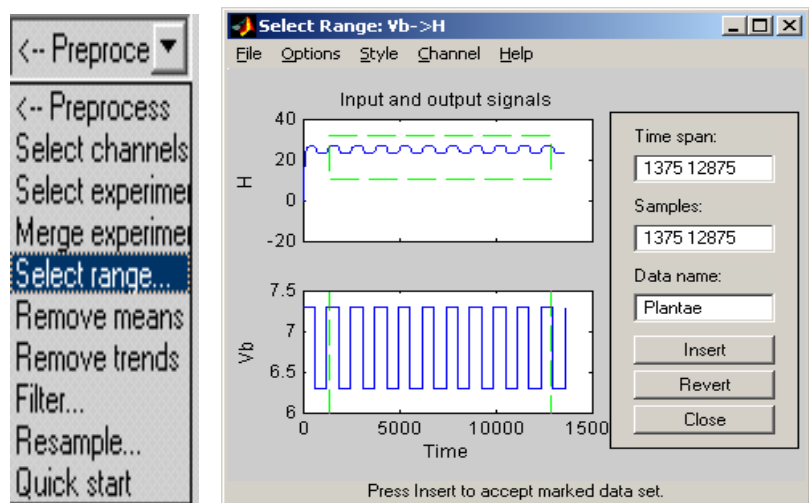 <-- Preproce
<-- Preprocess
Select channels
Select experimer
Merge experimer
Select range...
Remove means
Remove trends
Filter...
Resample...
Quick start
Select Range: Vb->H
File Options Style Channel Help
Input and output signals
40
20
0
-20
H
7.5
7
6.5
6
Vb
0 5000 10000 1500
Time
Time span:
1375 12875
Samples:
1375 12875
Data name:
Plantae
Insert
Revert
Close
Press Insert to accept marked data set.